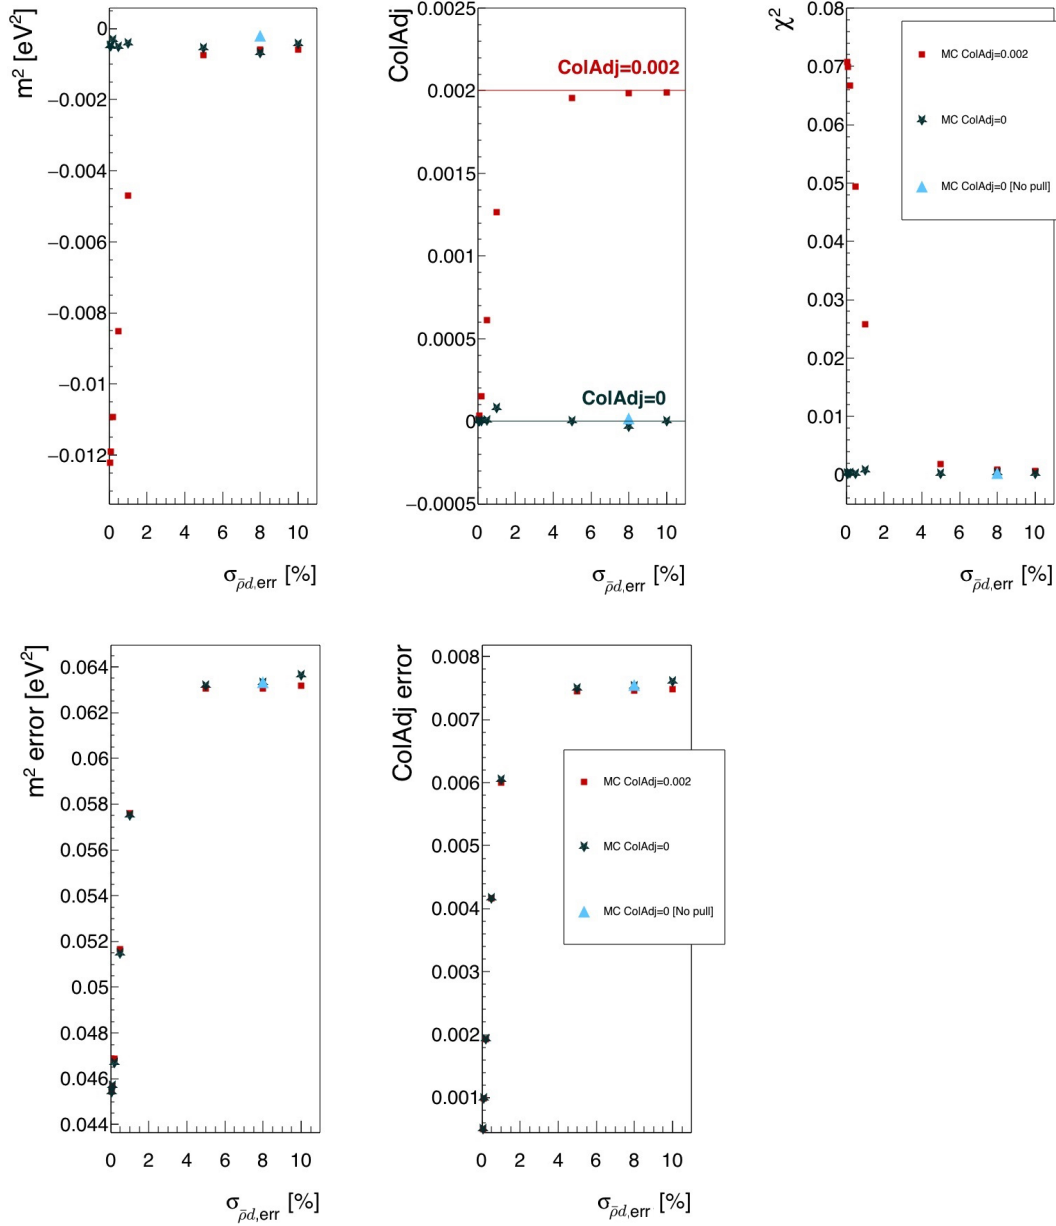 m² [eV²]
0
−0.002
−0.004
−0.006
−0.008
−0.01
−0.012
0 2 4 6 8 10
σ_ρ̄d,err [%]
ColAdj
0.0025
0.002
0.0015
0.001
0.0005
0
−0.0005
ColAdj=0.002
ColAdj=0
0 2 4 6 8 10
σ_ρ̄d,err [%]
χ²
0.08
0.07
0.06
0.05
0.04
0.03
0.02
0.01
0
MC ColAdj=0.002
MC ColAdj=0
MC ColAdj=0 [No pull]
0 2 4 6 8 10
σ_ρ̄d,err [%]
m² error [eV²]
0.064
0.062
0.06
0.058
0.056
0.054
0.052
0.05
0.048
0.046
0.044
0 2 4 6 8 10
σ_ρ̄d,err [%]
ColAdj error
0.008
0.007
0.006
0.005
0.004
0.003
0.002
0.001
MC ColAdj=0.002
MC ColAdj=0
MC ColAdj=0 [No pull]
0 2 4 6 8 10
σ_ρ̄d,err [%]